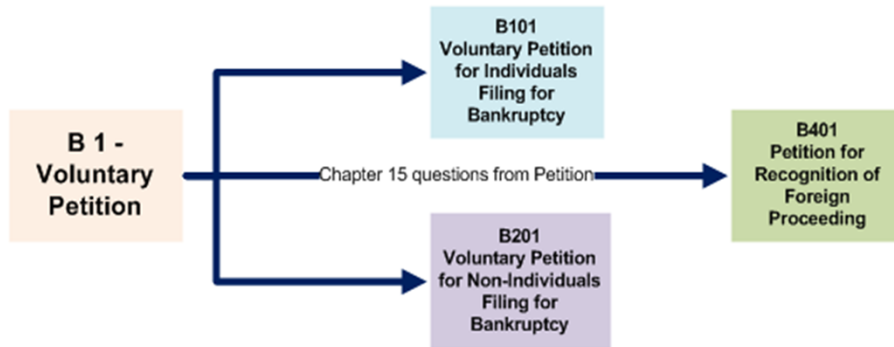 B 1 -
Voluntary
Petition
B101
Voluntary Petition
for Individuals
Filing for
Bankruptcy
Chapter 15 questions from Petition
B201
Voluntary Petition
for Non-Individuals
Filing for
Bankruptcy
B401
Petition for
Recognition of
Foreign
Proceeding